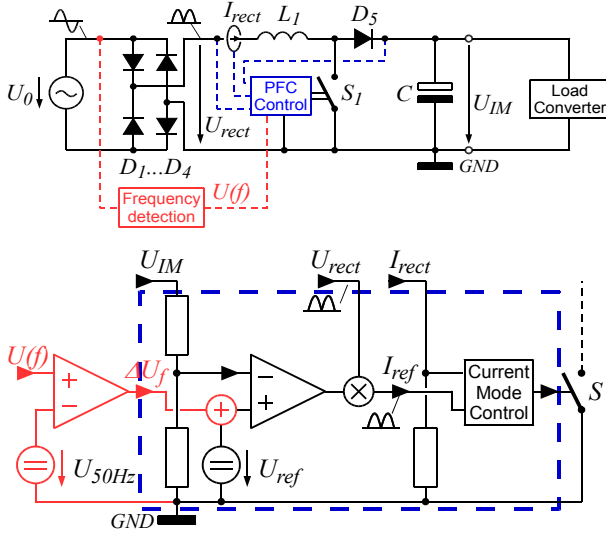 I_rect L_1 D_5
U_0 PFC Control S_1 C Load Converter
U_rect U_IM
D_1...D_4 GND
Frequency detection U(f)
U_IM U_rect I_rect
U(f) + − ΔU_f − + + × I_ref Current Mode Control S
U_50Hz U_ref
GND